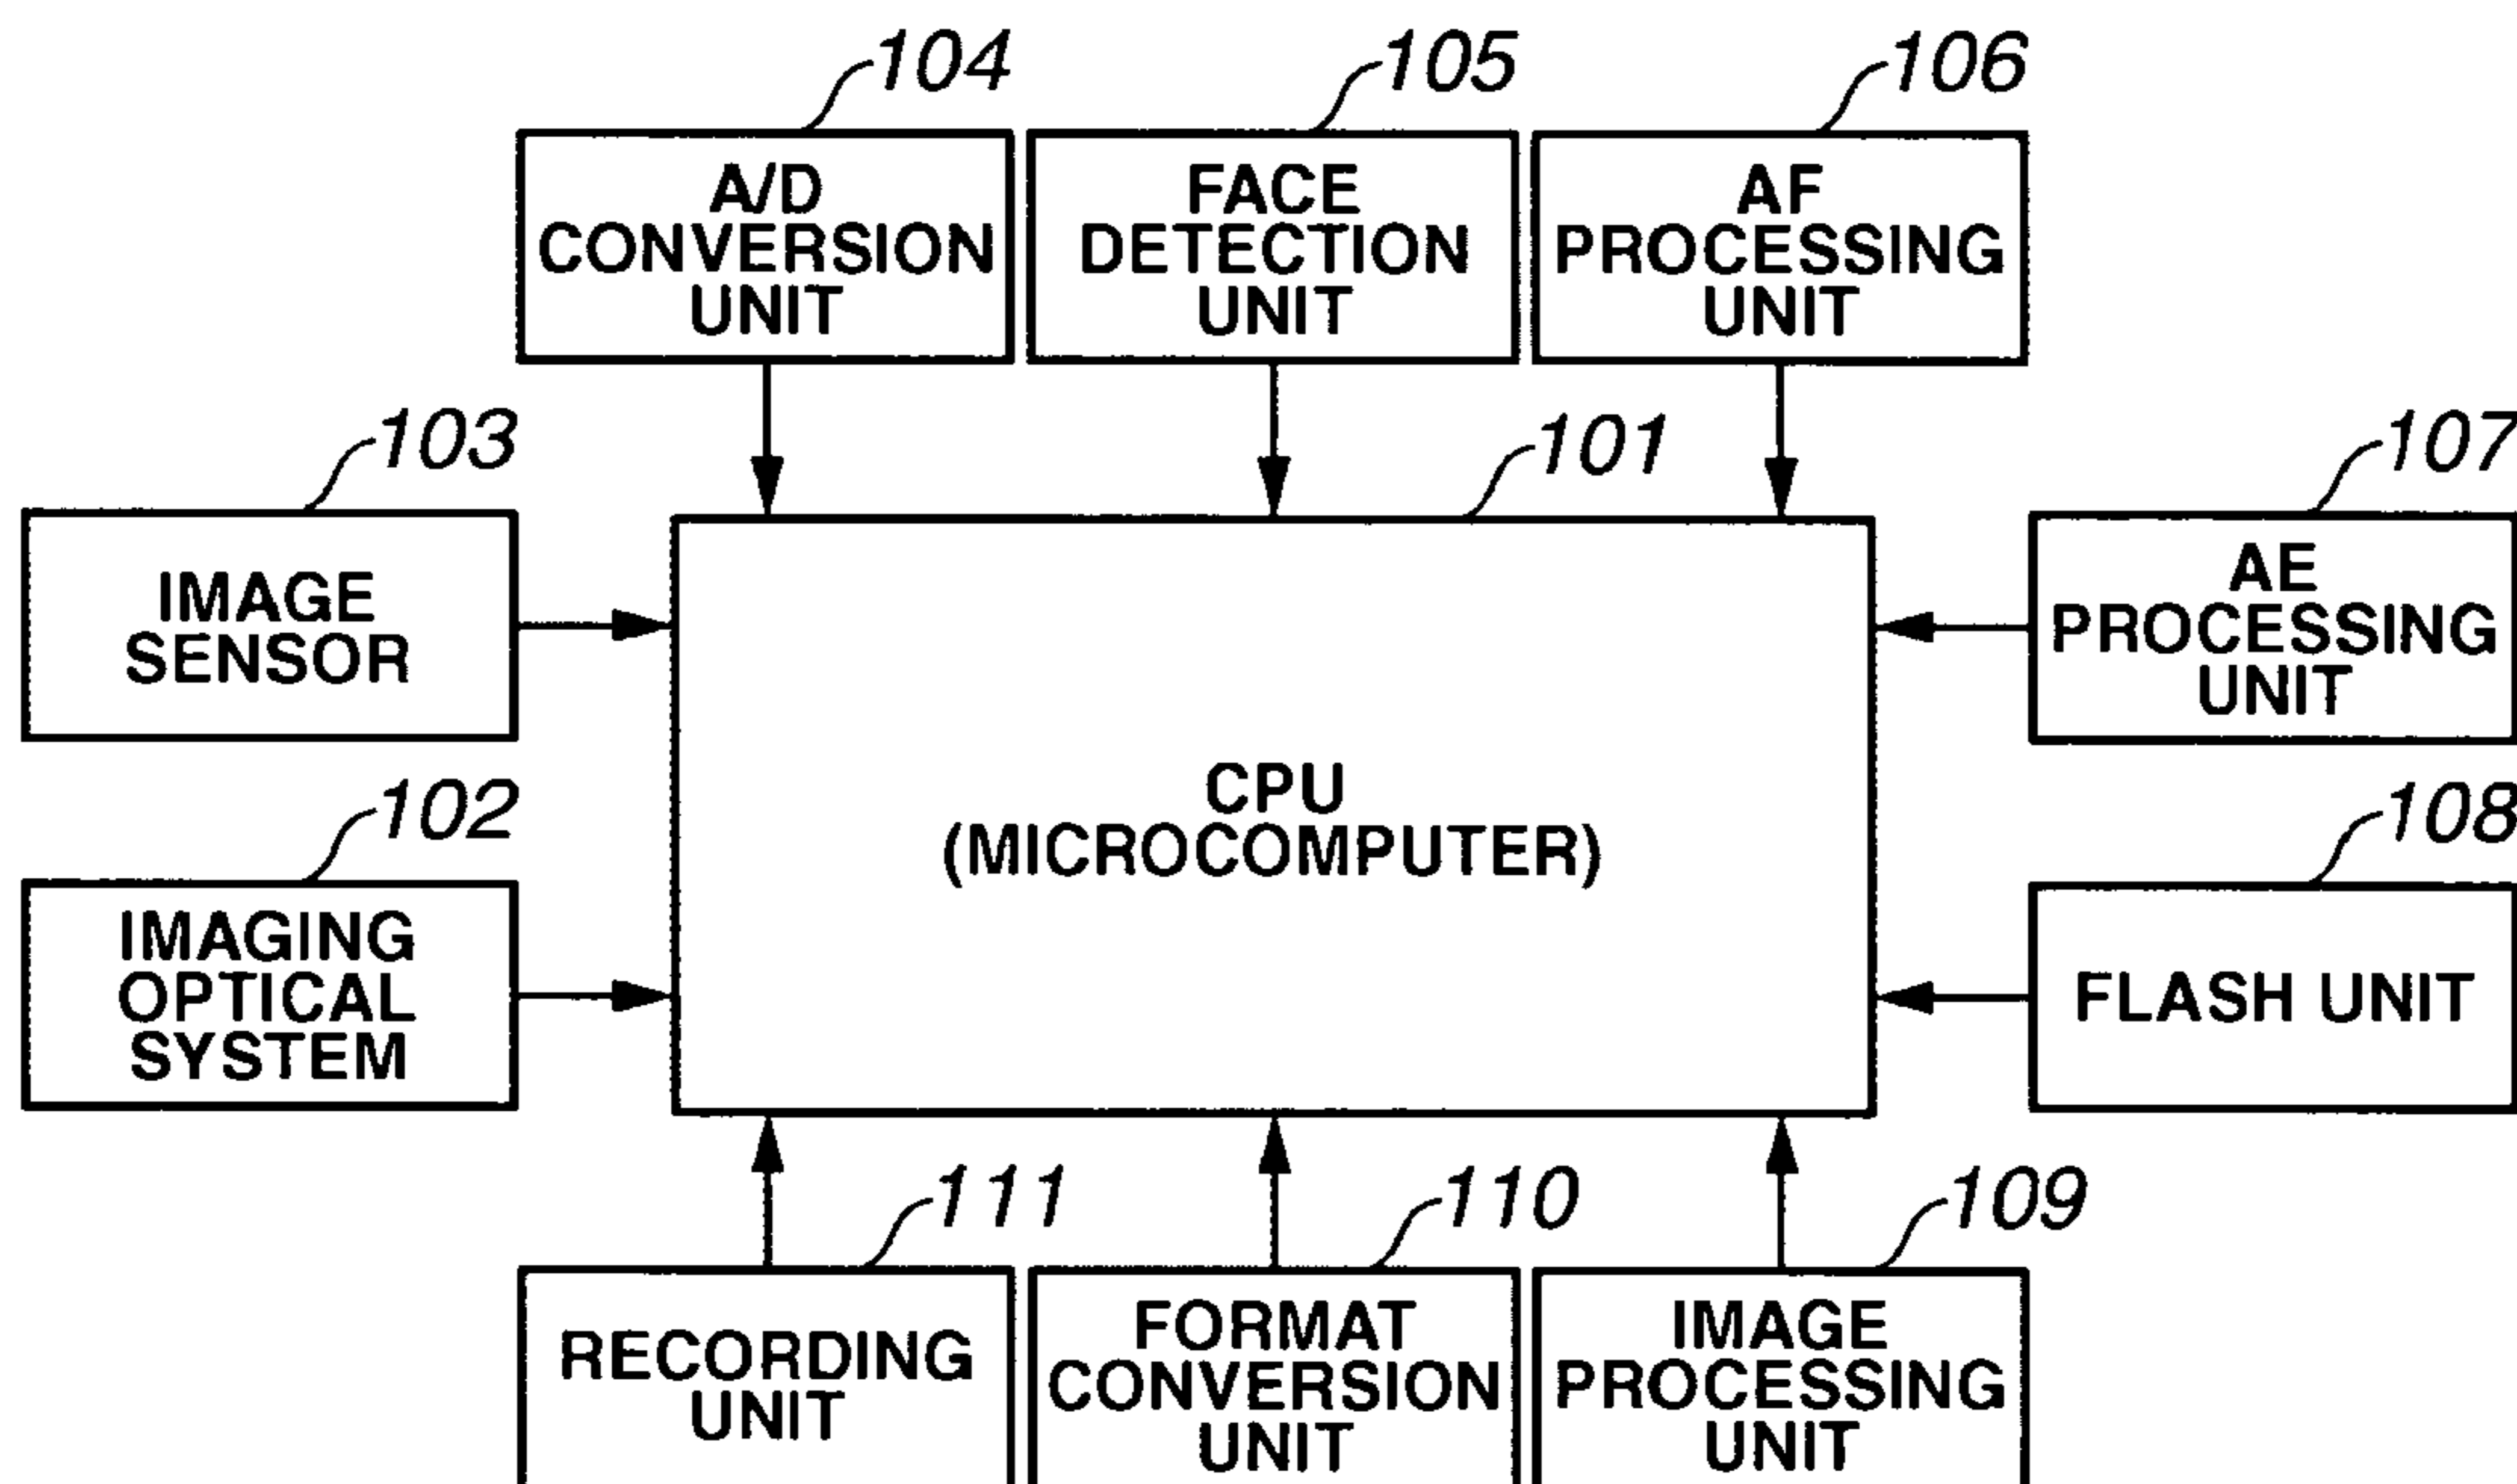 104
105
106
A/D
CONVERSION
UNIT
FACE
DETECTION
UNIT
AF
PROCESSING
UNIT
103
101
107
IMAGE
SENSOR
AE
PROCESSING
UNIT
CPU
(MICROCOMPUTER)
102
108
IMAGING
OPTICAL
SYSTEM
FLASH UNIT
111
110
109
RECORDING
UNIT
FORMAT
CONVERSION
UNIT
IMAGE
PROCESSING
UNIT